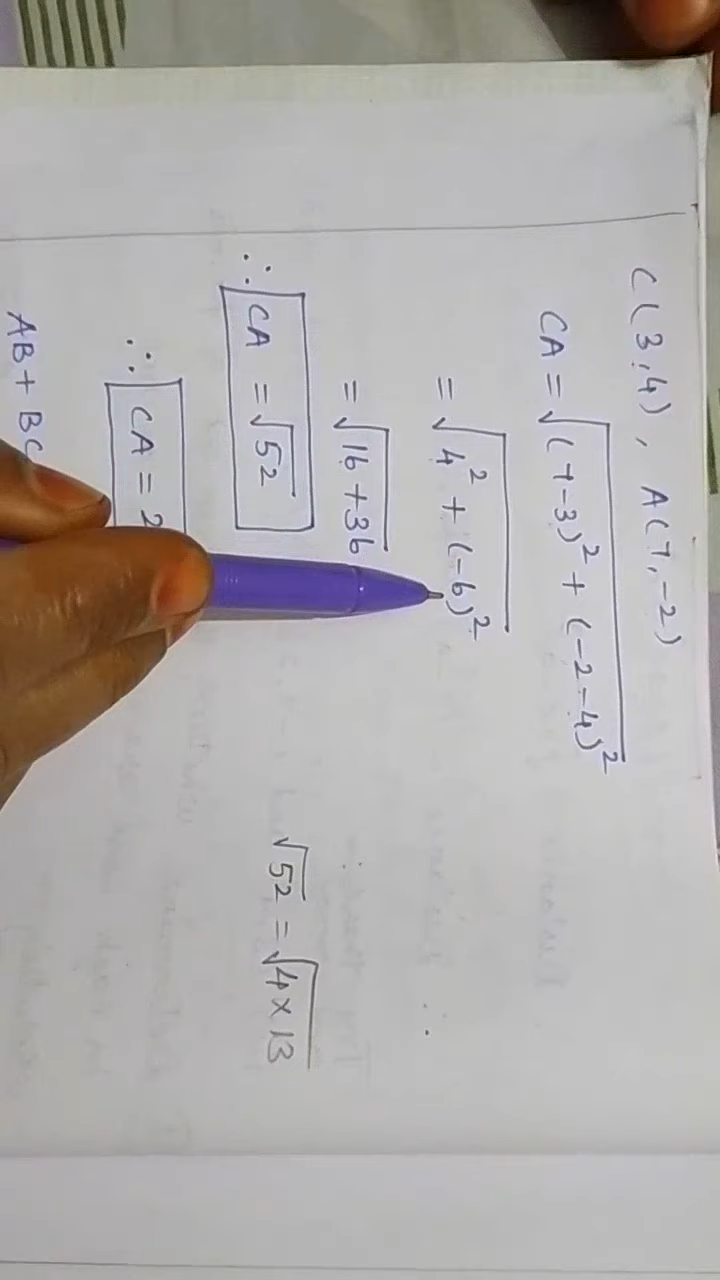 C(3,4), A(7,-2)
CA = √(7-3)² + (-2-4)²
= √4² + (-6)²
= √16+36
∴ CA = √52
√52 = √4×13
∴ CA = 2
AB + BC